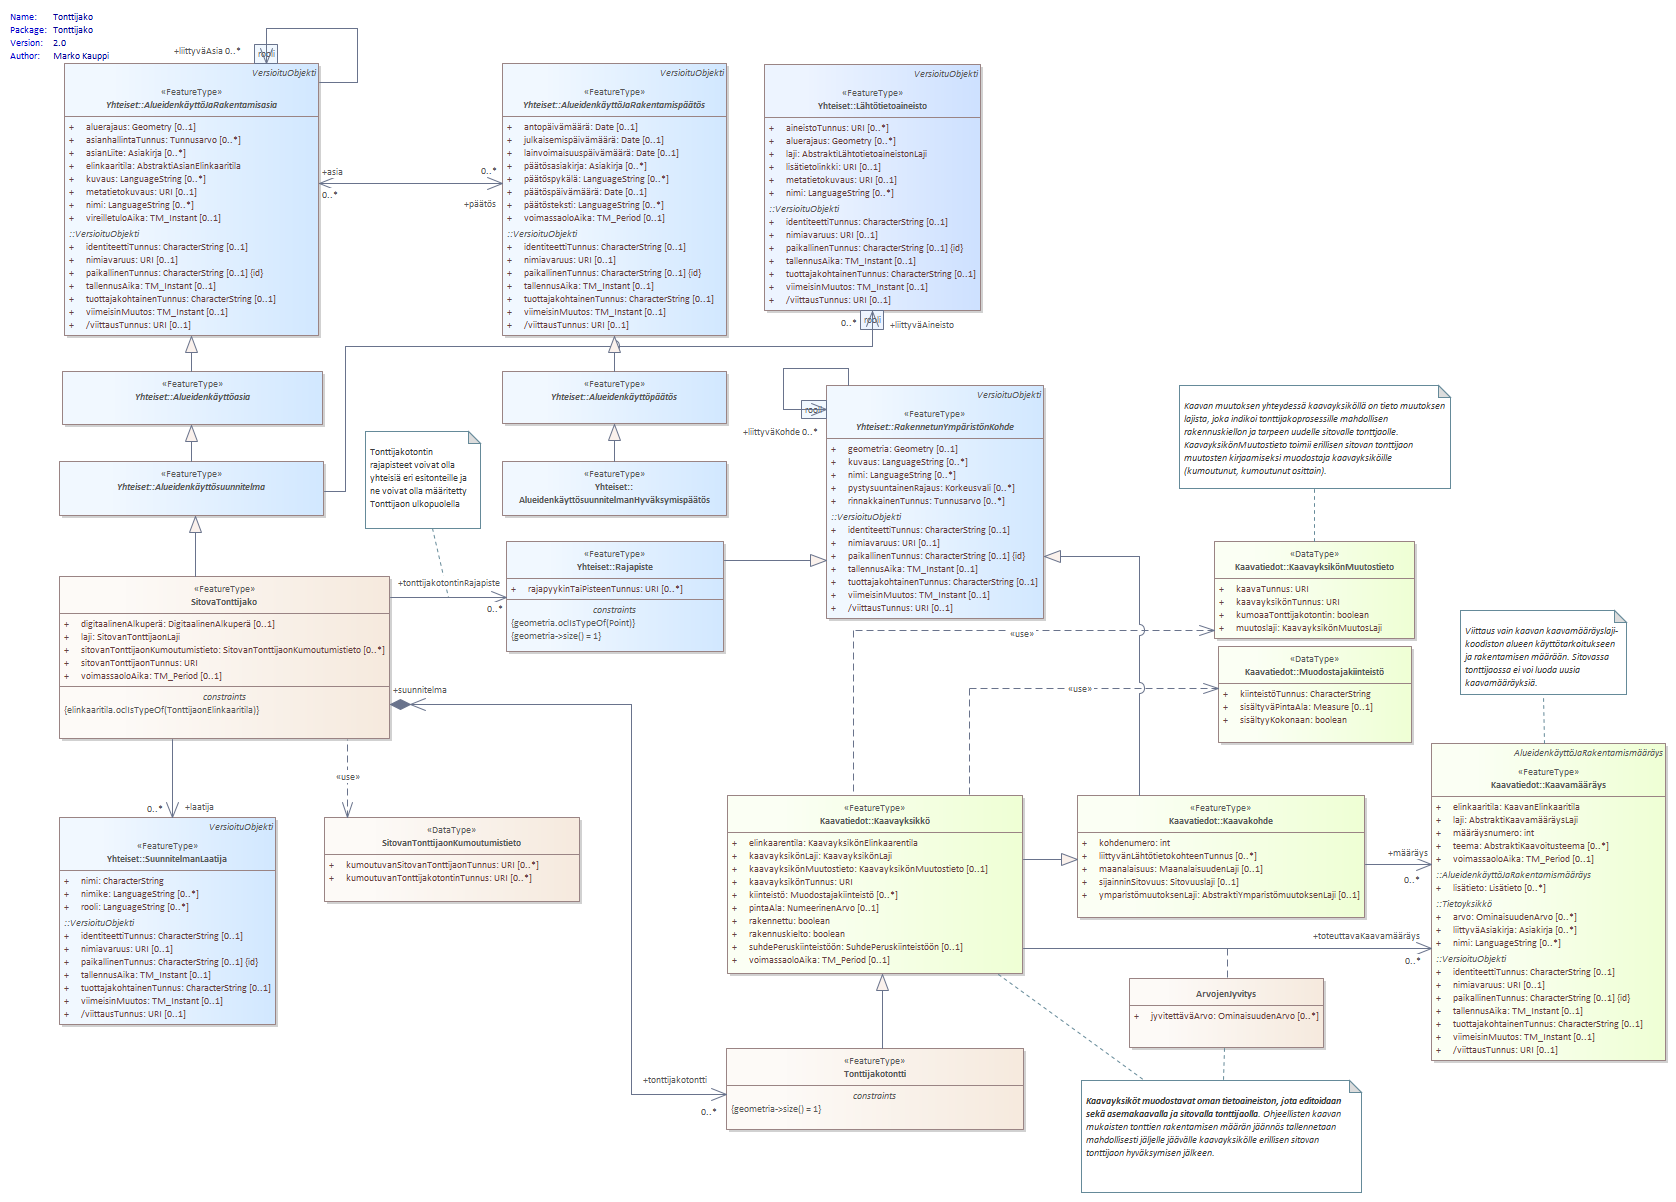 Name: Tonttijako
Package: Tonttijako
Version: 2.0
Author: Marko Kauppi
+liittyväAsia 0..*
rooli
VersioituObjekti
«FeatureType»
Yhteiset::AlueidenkäyttöJaRakentamisasia
+ aluerajaus: Geometry [0..1]
+ asianhallintaTunnus: Tunnusarvo [0..*]
+ asianLiite: Asiakirja [0..*]
+ elinkaaritila: AbstraktiAsianElinkaaritila
+ kuvaus: LanguageString [0..*]
+ metatietokuvaus: URI [0..1]
+ nimi: LanguageString [0..*]
+ vireilletuloAika: TM_Instant [0..1]
::VersioituObjekti
+ identiteettiTunnus: CharacterString [0..1]
+ nimiavaruus: URI [0..1]
+ paikallinenTunnus: CharacterString [0..1] {id}
+ tallennusAika: TM_Instant [0..1]
+ tuottajakohtainenTunnus: CharacterString [0..1]
+ viimeisinMuutos: TM_Instant [0..1]
+ /viittausTunnus: URI [0..1]
+asia
0..*
0..*
+päätös
VersioituObjekti
«FeatureType»
Yhteiset::AlueidenkäyttöJaRakentamispäätös
+ antopäivämäärä: Date [0..1]
+ julkaisemispäivämäärä: Date [0..1]
+ lainvoimaisuuspäivämäärä: Date [0..1]
+ päätösasiakirja: Asiakirja [0..*]
+ päätöspykälä: LanguageString [0..*]
+ päätöspäivämäärä: Date [0..1]
+ päätösteksti: LanguageString [0..*]
+ voimassaoloAika: TM_Period [0..1]
::VersioituObjekti
+ identiteettiTunnus: CharacterString [0..1]
+ nimiavaruus: URI [0..1]
+ paikallinenTunnus: CharacterString [0..1] {id}
+ tallennusAika: TM_Instant [0..1]
+ tuottajakohtainenTunnus: CharacterString [0..1]
+ viimeisinMuutos: TM_Instant [0..1]
+ /viittausTunnus: URI [0..1]
VersioituObjekti
«FeatureType»
Yhteiset::Lähtötietoaineisto
+ aineistoTunnus: URI [0..*]
+ aluerajaus: Geometry [0..*]
+ laji: AbstraktiLähtotietoaineistonLaji
+ lisätietolinkki: URI [0..1]
+ metatietokuvaus: URI [0..1]
+ nimi: LanguageString [0..*]
::VersioituObjekti
+ identiteettiTunnus: CharacterString [0..1]
+ nimiavaruus: URI [0..1]
+ paikallinenTunnus: CharacterString [0..1] {id}
+ tallennusAika: TM_Instant [0..1]
+ tuottajakohtainenTunnus: CharacterString [0..1]
+ viimeisinMuutos: TM_Instant [0..1]
+ /viittausTunnus: URI [0..1]
0..*
rooli
+liittyväAineisto
«FeatureType»
Yhteiset::Alueidenkäyttöasia
«FeatureType»
Yhteiset::Alueidenkäyttöpäätös
«FeatureType»
Yhteiset::Alueidenkäyttösuunnitelma
Tonttijakotontin
rajapisteet voivat olla
yhteisiä eri esitonteille ja
ne voivat olla määritetty
Tonttijaon ulkopuolella
«FeatureType»
Yhteiset::
AlueidenkäyttösuunnitelmanHyväksymispäätös
rooli
+liittyväKohde 0..*
VersioituObjekti
«FeatureType»
Yhteiset::RakennetunYmpäristönKohde
+ geometria: Geometry [0..1]
+ kuvaus: LanguageString [0..*]
+ nimi: LanguageString [0..*]
+ pystysuuntainenRajaus: Korkeusvali [0..*]
+ rinnakkainenTunnus: Tunnusarvo [0..*]
::VersioituObjekti
+ identiteettiTunnus: CharacterString [0..1]
+ nimiavaruus: URI [0..1]
+ paikallinenTunnus: CharacterString [0..1] {id}
+ tallennusAika: TM_Instant [0..1]
+ tuottajakohtainenTunnus: CharacterString [0..1]
+ viimeisinMuutos: TM_Instant [0..1]
+ /viittausTunnus: URI [0..1]
Kaavan muutoksen yhteydessä kaavayksiköllä on tieto muutoksen
lajista, joka indikoi tonttijakoprosessille mahdollisen
rakennuskiellon ja tarpeen uudelle sitovalle tonttjaolle.
KaavayksikönMuutostieto toimii erillisen sitovan tonttijaon
muutosten kirjaamiseksi muodostaja kaavayksiköille
(kumoutunut, kumoutunut osittain).
«FeatureType»
Yhteiset::Rajapiste
+ rajapyykinTaiPisteenTunnus: URI [0..*]
constraints
{geometria.oclIsTypeOf(Point)}
{geometria->size() = 1}
+tonttijakotontinRajapiste
0..*
«FeatureType»
SitovaTonttijako
+ digitaalinenAlkuperä: DigitaalinenAlkuperä [0..1]
+ laji: SitovanTonttijaonLaji
+ sitovanTonttijaonKumoutumistieto: SitovanTonttijaonKumoutumistieto [0..*]
+ sitovanTonttijaonTunnus: URI
+ voimassaoloAika: TM_Period [0..1]
constraints
{elinkaaritila.oclIsTypeOf(TonttijaonElinkaaritila)}
+suunnitelma
«DataType»
Kaavatiedot::KaavayksikönMuutostieto
+ kaavaTunnus: URI
+ kaavayksikönTunnus: URI
+ kumoaaTonttijakotontin: boolean
+ muutoslaji: KaavayksikönMuutosLaji
«use»
«DataType»
Kaavatiedot::Muodostajakiinteistö
+ kiinteistöTunnus: CharacterString
+ sisältyväPintaAla: Measure [0..1]
+ sisältyyKokonaan: boolean
«use»
Viittaus vain kaavan kaavamääräyslaji-
koodiston alueen käyttötarkoitukseen
ja rakentamisen määrään. Sitovassa
tonttijaossa ei voi luoda uusia
kaavamääräyksiä.
«use»
0..*
+laatija
VersioituObjekti
«FeatureType»
Yhteiset::SuunnitelmanLaatija
+ nimi: CharacterString
+ nimike: LanguageString [0..*]
+ rooli: LanguageString [0..*]
::VersioituObjekti
+ identiteettiTunnus: CharacterString [0..1]
+ nimiavaruus: URI [0..1]
+ paikallinenTunnus: CharacterString [0..1] {id}
+ tallennusAika: TM_Instant [0..1]
+ tuottajakohtainenTunnus: CharacterString [0..1]
+ viimeisinMuutos: TM_Instant [0..1]
+ /viittausTunnus: URI [0..1]
«DataType»
SitovanTonttijaonKumoutumistieto
+ kumoutuvanSitovanTonttijaonTunnus: URI [0..*]
+ kumoutuvanTonttijakotontinTunnus: URI [0..*]
«FeatureType»
Kaavatiedot::Kaavayksikkö
+ elinkaarentila: KaavayksikönElinkaarentila
+ kaavayksikönLaji: KaavayksikönLaji
+ kaavayksikönMuutostieto: KaavayksikönMuutostieto [0..1]
+ kaavayksikönTunnus: URI
+ kiinteistö: Muodostajakiinteistö [0..*]
+ pintaAla: NumeerinenArvo [0..1]
+ rakennettu: boolean
+ rakennuskielto: boolean
+ suhdePeruskiinteistöön: SuhdePeruskiinteistöön [0..1]
+ voimassaoloAika: TM_Period [0..1]
«FeatureType»
Kaavatiedot::Kaavakohde
+ kohdenumero: int
+ liittyvänLähtötietokohteenTunnus [0..*]
+ maanalaisuus: MaanalaisuudenLaji [0..1]
+ sijainninSitovuus: Sitovuuslaji [0..1]
+ ymparistömuutoksenLaji: AbstraktiYmparistömuutoksenLaji [0..1]
+määräys
0..*
+toteuttavaKaavamääräys
0..*
AlueidenkäyttöJaRakentamismääräys
«FeatureType»
Kaavatiedot::Kaavamääräys
+ elinkaaritila: KaavanElinkaaritila
+ laji: AbstraktiKaavamääräysLaji
+ määräysnumero: int
+ teema: AbstraktiKaavoitusteema [0..*]
+ voimassaoloAika: TM_Period [0..1]
::AlueidenkäyttöJaRakentamismääräys
+ lisätieto: Lisätieto [0..*]
::Tietoyksikkö
+ arvo: OminaisuudenArvo [0..*]
+ liittyväAsiakirja: Asiakirja [0..*]
+ nimi: LanguageString [0..*]
::VersioituObjekti
+ identiteettiTunnus: CharacterString [0..1]
+ nimiavaruus: URI [0..1]
+ paikallinenTunnus: CharacterString [0..1] {id}
+ tallennusAika: TM_Instant [0..1]
+ tuottajakohtainenTunnus: CharacterString [0..1]
+ viimeisinMuutos: TM_Instant [0..1]
+ /viittausTunnus: URI [0..1]
ArvojenJyvitys
+ jyvitettäväArvo: OminaisuudenArvo [0..*]
+tonttijakotontti
0..*
«FeatureType»
Tonttijakotontti
constraints
{geometria->size() = 1}
Kaavayksiköt muodostavat oman tietoaineiston, jota editoidaan
sekä asemakaavalla ja sitovalla tonttijaolla. Ohjeellisten kaavan
mukaisten tonttien rakentamisen määrän jäännös tallennetaan
mahdollisesti jäljelle jäävälle kaavayksikölle erillisen sitovan
tonttijaon hyväksymisen jälkeen.